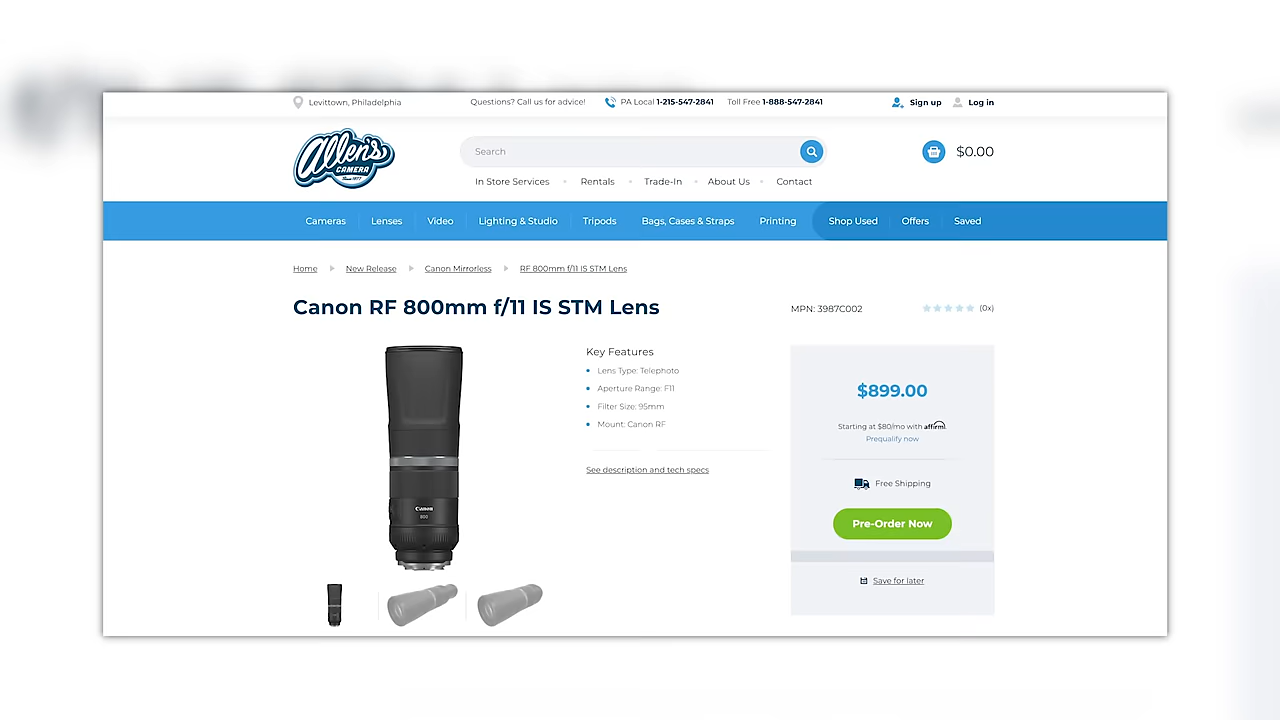 Levittown, Philadelphia
Questions? Call us for advice!
PA Local 1-215-547-2841
Toll Free 1-888-547-2841
Sign up
Log in
Allen's
CAMERA
Since 1977
Search
$0.00
In Store Services
Rentals
Trade-In
About Us
Contact
Cameras
Lenses
Video
Lighting & Studio
Tripods
Bags, Cases & Straps
Printing
Shop Used
Offers
Saved
Home
New Release
Canon Mirrorless
RF 800mm f/11 IS STM Lens
Canon RF 800mm f/11 IS STM Lens
MPN: 3987C002
(0x)
Key Features
Lens Type: Telephoto
Aperture Range: F11
Filter Size: 95mm
Mount: Canon RF
See description and tech specs
Canon
800
$899.00
Starting at $80/mo with affirm.
Prequalify now
Free Shipping
Pre-Order Now
Save for later